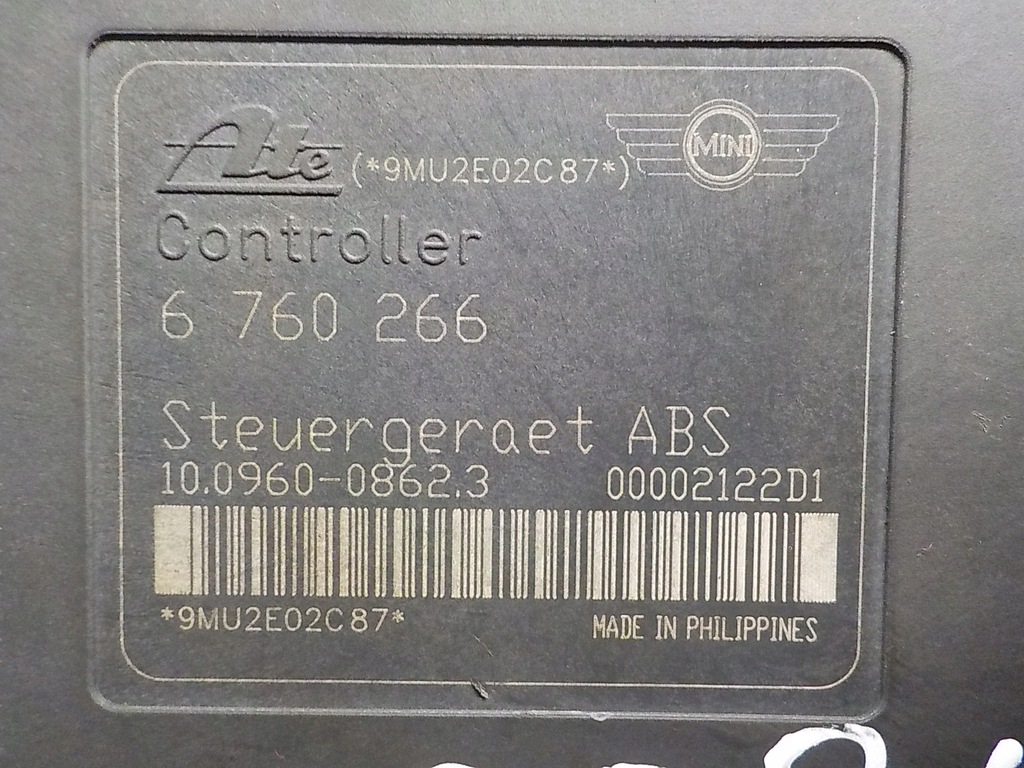 Ate (*9MU2E02C87*) MINI
Controller
6 760 266
Steuergeraet ABS
10.0960-0862.3 00002122D1
*9MU2E02C87*
MADE IN PHILIPPINES